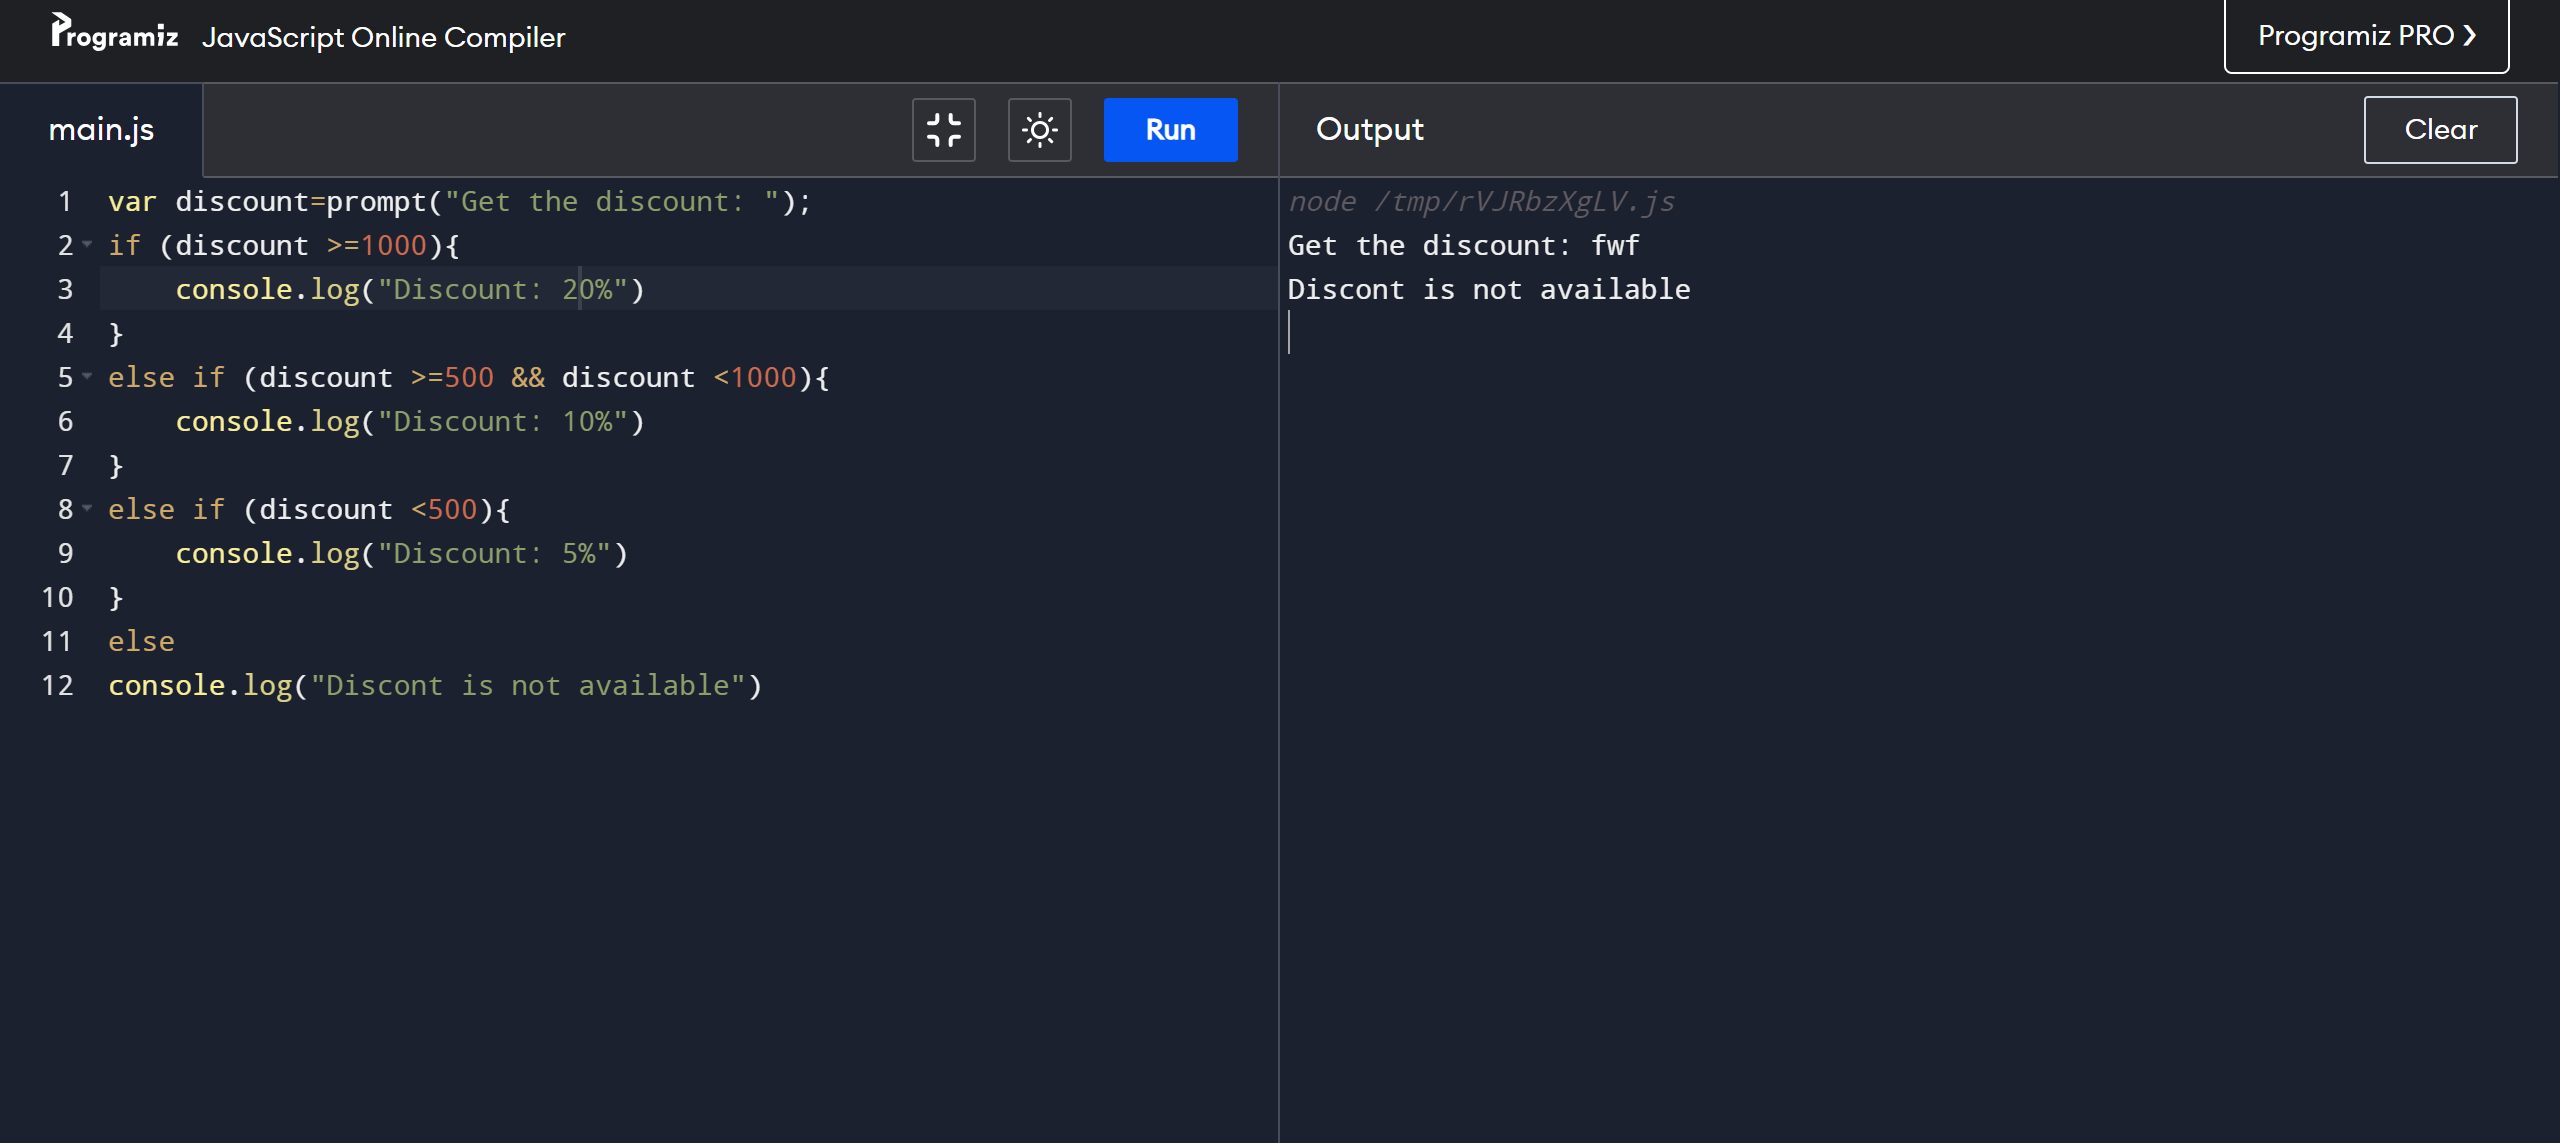 Programiz JavaScript Online Compiler
Programiz PRO ❯
main.js
Run
Output
Clear
1 var discount=prompt("Get the discount: ");
2 if (discount >=1000){
3     console.log("Discount: 20%")
4 }
5 else if (discount >=500 && discount <1000){
6     console.log("Discount: 10%")
7 }
8 else if (discount <500){
9     console.log("Discount: 5%")
10 }
11 else
12 console.log("Discont is not available")
node /tmp/rVJRbzXgLV.js
Get the discount: fwf
Discont is not available